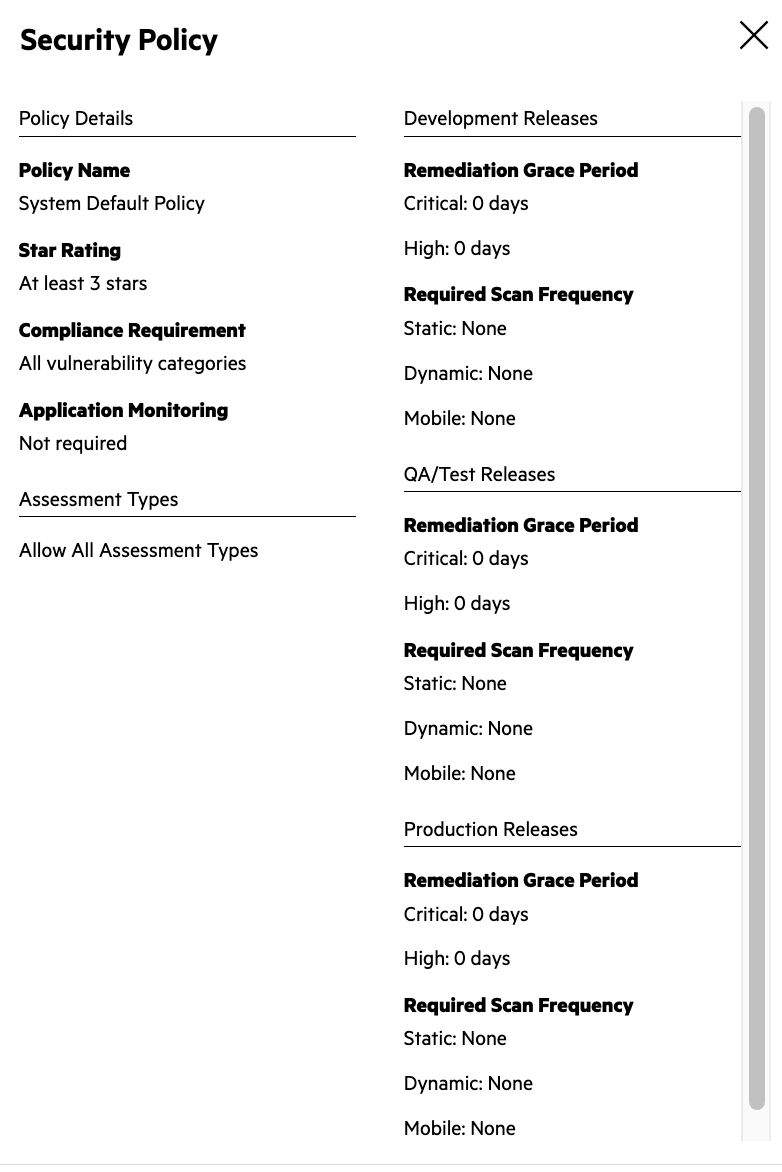 Security Policy
Policy Details
Policy Name
System Default Policy
Star Rating
At least 3 stars
Compliance Requirement
All vulnerability categories
Application Monitoring
Not required
Assessment Types
Allow All Assessment Types
Development Releases
Remediation Grace Period
Critical: 0 days
High: 0 days
Required Scan Frequency
Static: None
Dynamic: None
Mobile: None
QA/Test Releases
Remediation Grace Period
Critical: 0 days
High: 0 days
Required Scan Frequency
Static: None
Dynamic: None
Mobile: None
Production Releases
Remediation Grace Period
Critical: 0 days
High: 0 days
Required Scan Frequency
Static: None
Dynamic: None
Mobile: None